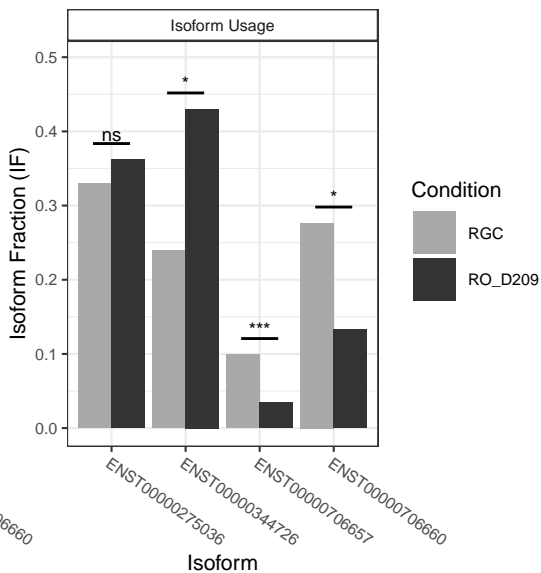 Isoform Usage
Isoform Fraction (IF)
0.5
0.4
0.3
0.2
0.1
0.0
ns
*
***
*
Condition
RGC
RO_D209
ENST00000275036
ENST00000344726
ENST00000706657
ENST00000706660
06660
Isoform